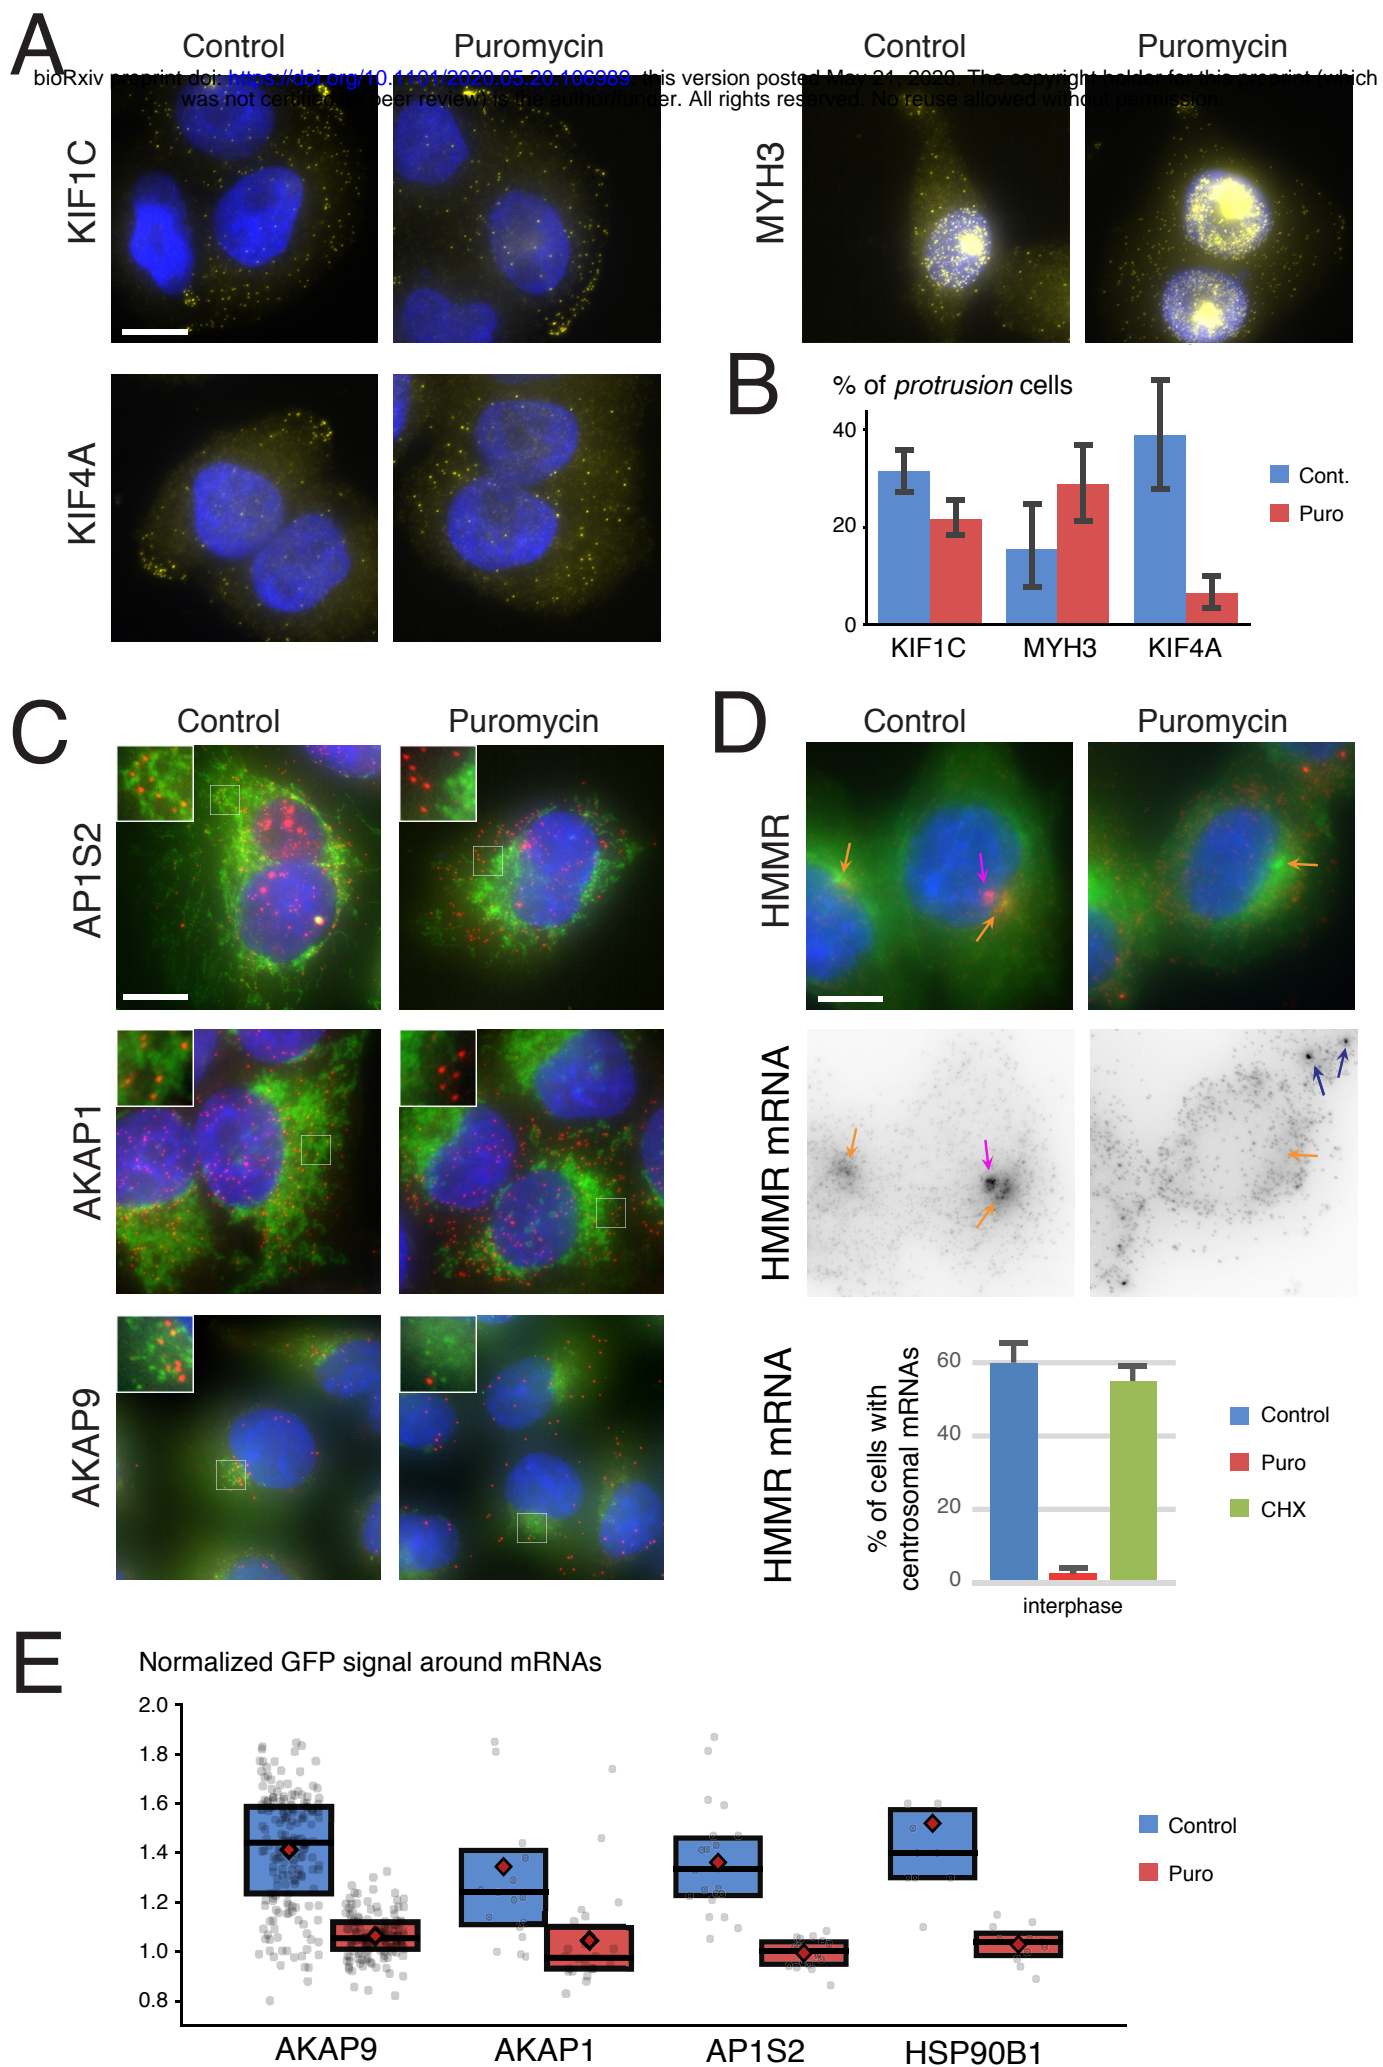 A
Control
Puromycin
Control
Puromycin
bioRxiv preprint doi: https://doi.org/10.1101/2020.05.20.106989; this version posted May 21, 2020. The copyright holder for this preprint (which
was not certified by peer review) is the author/funder. All rights reserved. No reuse allowed without permission.
KIF1C
MYH3
KIF4A
B
% of protrusion cells
40
20
0
KIF1C
MYH3
KIF4A
Cont.
Puro
C
Control
Puromycin
AP1S2
AKAP1
AKAP9
D
Control
Puromycin
HMMR
HMMR mRNA
HMMR mRNA
% of cells with
centrosomal mRNAs
60
40
20
0
interphase
Control
Puro
CHX
E
Normalized GFP signal around mRNAs
2.0
1.8
1.6
1.4
1.2
1.0
0.8
AKAP9
AKAP1
AP1S2
HSP90B1
Control
Puro